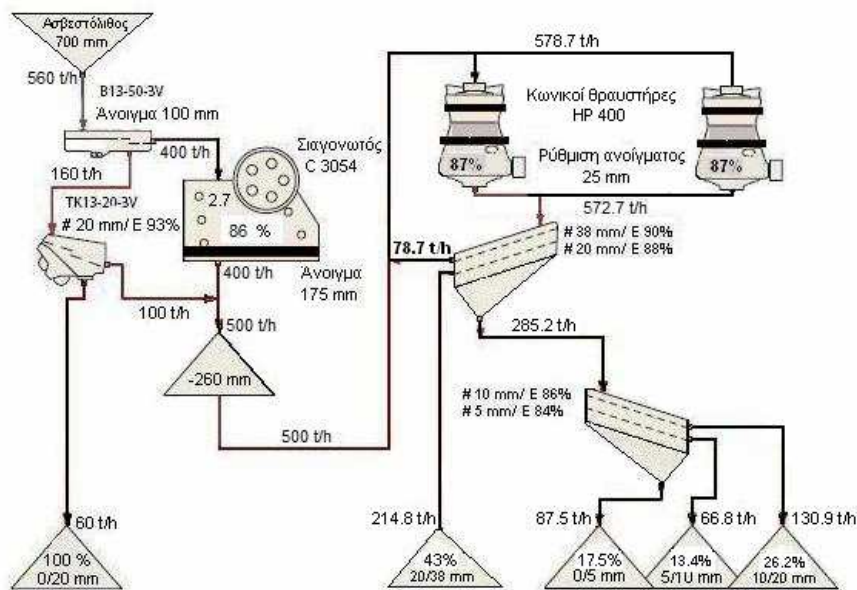 Ασβεστόλιθος
700 mm
560 t/h
B13-50-3V
Άνοιγμα 100 mm
400 t/h
160 t/h
TK13-20-3V
# 20 mm/ E 93%
Σιαγονωτός
C 3054
2.7
86 %
400 t/h
Άνοιγμα
175 mm
100 t/h
500 t/h
-260 mm
500 t/h
60 t/h
100 %
0/20 mm
578.7 t/h
Κωνικοί θραυστήρες
HP 400
87%
87%
Ρύθμιση ανοίγματος
25 mm
572.7 t/h
# 38 mm/ E 90%
# 20 mm/ E 88%
78.7 t/h
285.2 t/h
# 10 mm/ E 86%
# 5 mm/ E 84%
214.8 t/h
43%
20/38 mm
87.5 t/h
17.5%
0/5 mm
66.8 t/h
13.4%
5/1U mm
130.9 t/h
26.2%
10/20 mm